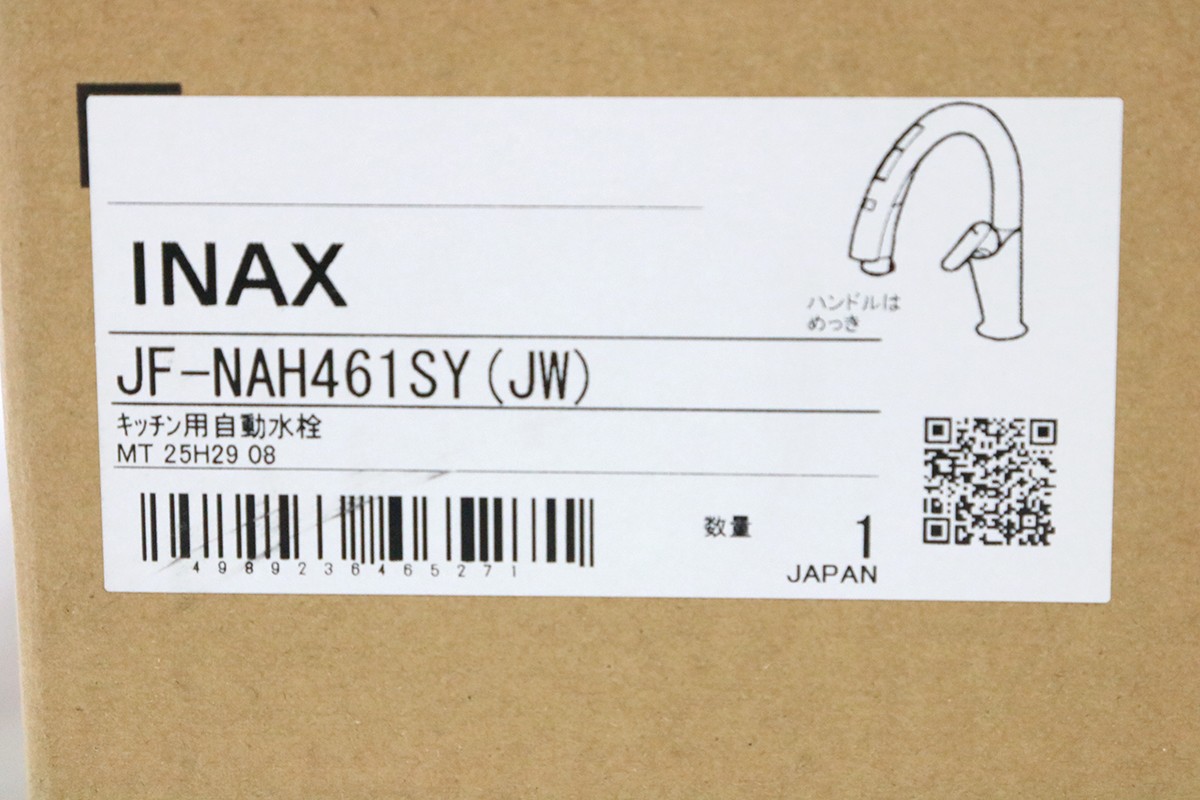 INAX
ハンドルは
めっき
JF-NAH461SY(JW)
キッチン用自動水栓
MT 25H29 08
4989236465271
数量 1
JAPAN